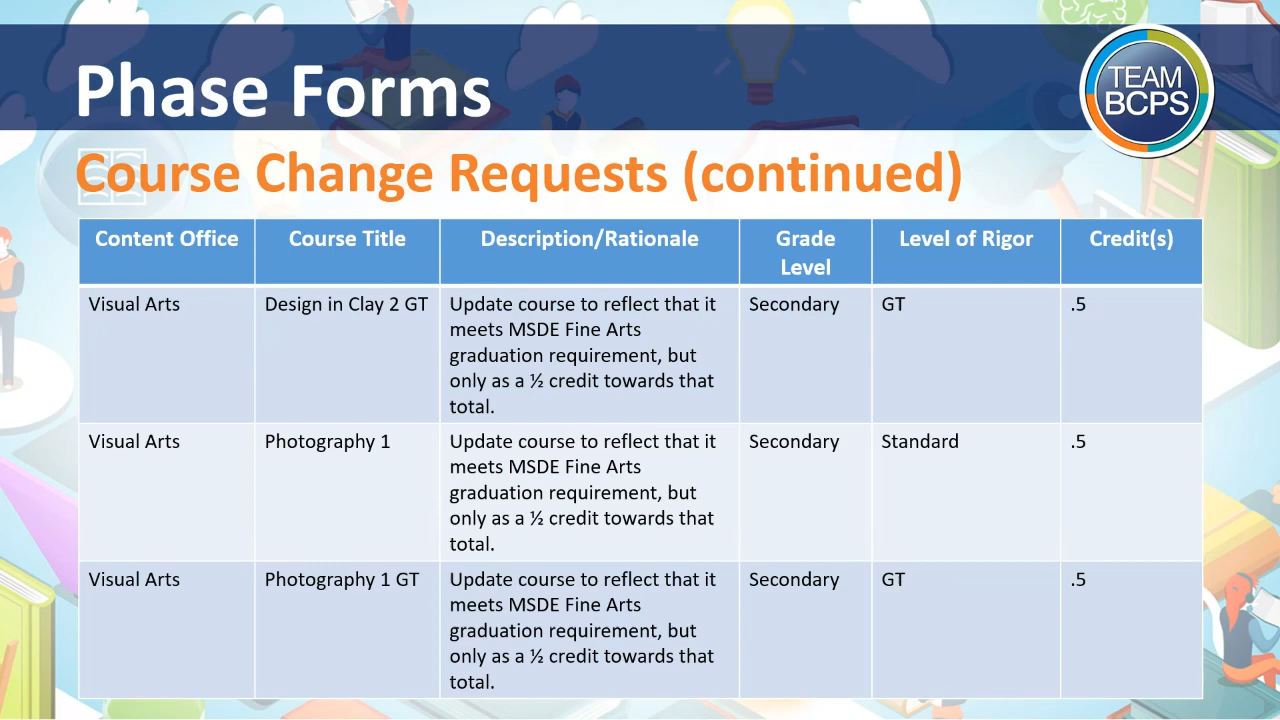 Phase Forms
TEAM
BCPS
Course Change Requests (continued)
Content Office
Course Title
Description/Rationale
Grade
Level
Level of Rigor
Credit(s)
Visual Arts
Design in Clay 2 GT
Update course to reflect that it
meets MSDE Fine Arts
graduation requirement, but
only as a ½ credit towards that
total.
Secondary
GT
.5
Visual Arts
Photography 1
Update course to reflect that it
meets MSDE Fine Arts
graduation requirement, but
only as a ½ credit towards that
total.
Secondary
Standard
.5
Visual Arts
Photography 1 GT
Update course to reflect that it
meets MSDE Fine Arts
graduation requirement, but
only as a ½ credit towards that
total.
Secondary
GT
.5